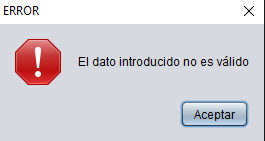 ERROR
El dato introducido no es válido
Aceptar